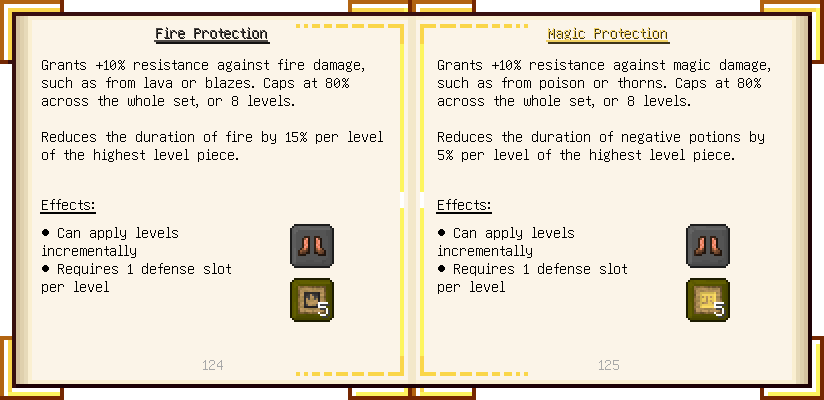 Fire Protection
Grants +10% resistance against fire damage,
such as from lava or blazes. Caps at 80%
across the whole set, or 8 levels.
Reduces the duration of fire by 15% per level
of the highest level piece.
Effects:
● Can apply levels
incrementally
● Requires 1 defense slot
per level
5
124
Magic Protection
Grants +10% resistance against magic damage,
such as from poison or thorns. Caps at 80%
across the whole set, or 8 levels.
Reduces the duration of negative potions by
5% per level of the highest level piece.
Effects:
● Can apply levels
incrementally
● Requires 1 defense slot
per level
5
125